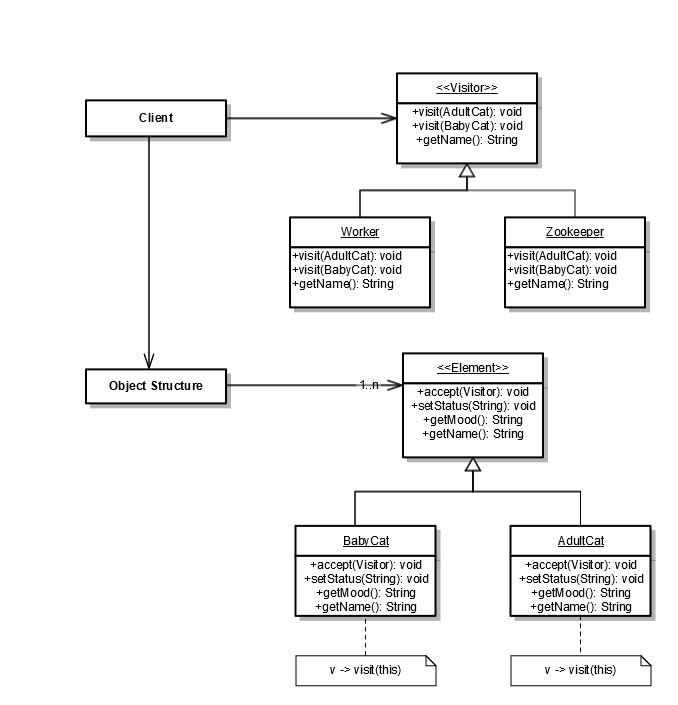 <<Visitor>>
Client
+visit(AdultCat): void
+visit(BabyCat): void
+getName(): String
Worker
+visit(AdultCat): void
+visit(BabyCat): void
+getName(): String
Zookeeper
+visit(AdultCat): void
+visit(BabyCat): void
+getName(): String
<<Element>>
Object Structure
1..n
+accept(Visitor): void
+setStatus(String): void
+getMood(): String
+getName(): String
BabyCat
+accept(Visitor): void
+setStatus(String): void
+getMood(): String
+getName(): String
AdultCat
+accept(Visitor): void
+setStatus(String): void
+getMood(): String
+getName(): String
v -> visit(this)
v -> visit(this)